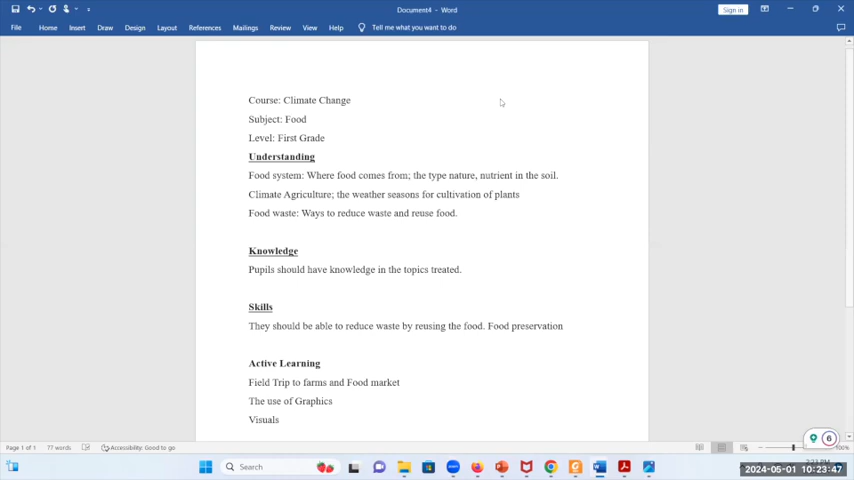 Document4 - Word
Sign in
File Home Insert Draw Design Layout References Mailings Review View Help Tell me what you want to do
Course: Climate Change
Subject: Food
Level: First Grade
Understanding
Food system: Where food comes from; the type nature, nutrient in the soil.
Climate Agriculture; the weather seasons for cultivation of plants
Food waste: Ways to reduce waste and reuse food.
Knowledge
Pupils should have knowledge in the topics treated.
Skills
They should be able to reduce waste by reusing the food. Food preservation
Active Learning
Field Trip to farms and Food market
The use of Graphics
Visuals
6
Page 1 of 1 77 words Accessibility: Good to go 100%
Search
2024-05-01 10:23:47